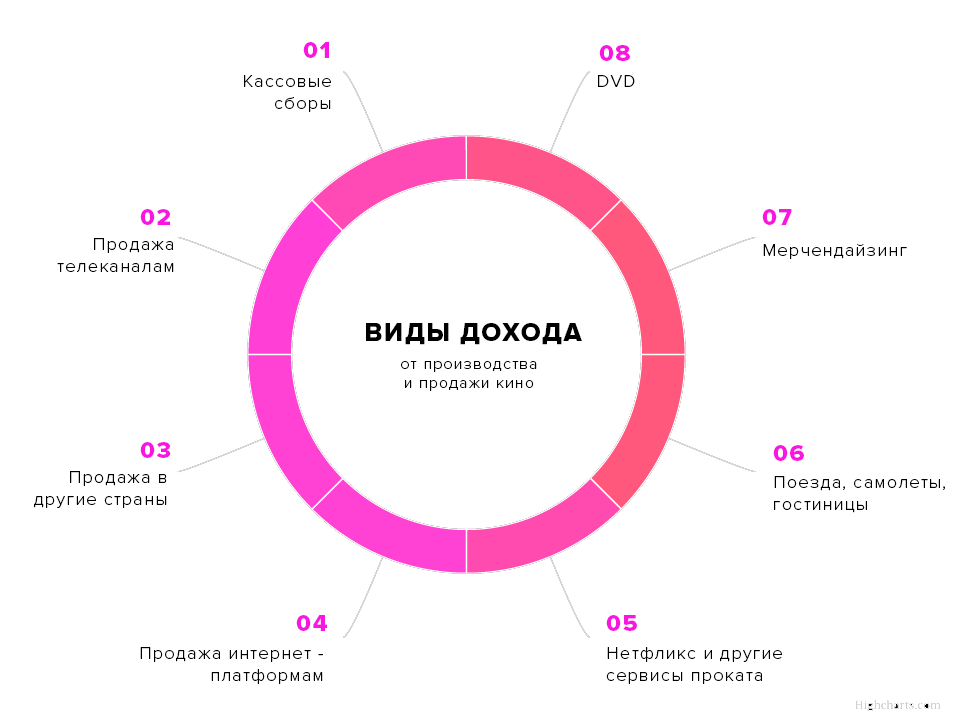 01
Кассовые
сборы
08
DVD
02
Продажа
телеканалам
07
Мерчендайзинг
ВИДЫ ДОХОДА
от производства
и продажи кино
03
Продажа в
другие страны
06
Поезда, самолеты,
гостиницы
04
Продажа интернет -
платформам
05
Нетфликс и другие
сервисы проката
Highcharts.com